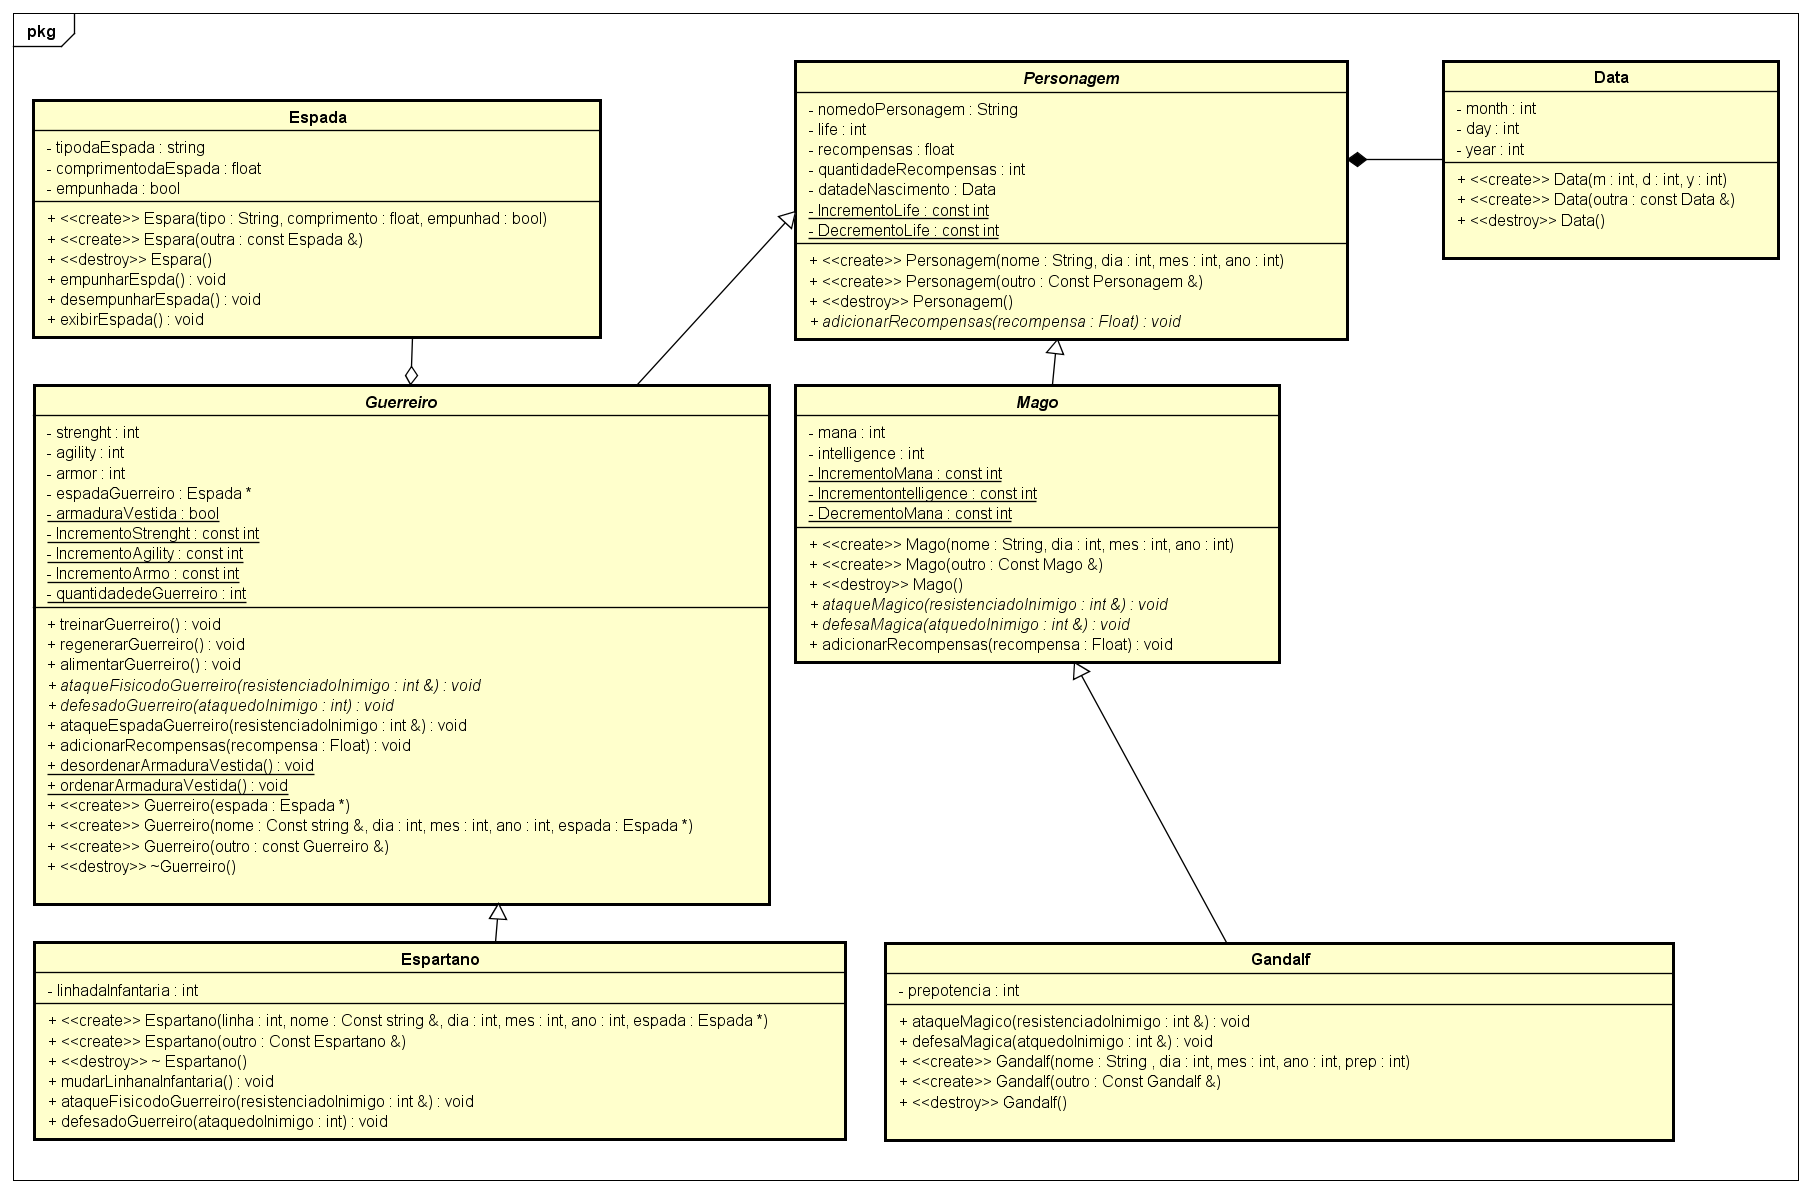 pkg
Espada
- tipodaEspada : string
- comprimentodaEspada : float
- empunhada : bool
+ <<create>> Espara(tipo : String, comprimento : float, empunhad : bool)
+ <<create>> Espara(outra : const Espada &)
+ <<destroy>> Espara()
+ empunharEspda() : void
+ desempunharEspada() : void
+ exibirEspada() : void
Personagem
- nomedoPersonagem : String
- life : int
- recompensas : float
- quantidadeRecompensas : int
- datadeNascimento : Data
- IncrementoLife : const int
- DecrementoLife : const int
+ <<create>> Personagem(nome : String, dia : int, mes : int, ano : int)
+ <<create>> Personagem(outro : Const Personagem &)
+ <<destroy>> Personagem()
+ adicionarRecompensas(recompensa : Float) : void
Data
- month : int
- day : int
- year : int
+ <<create>> Data(m : int, d : int, y : int)
+ <<create>> Data(outra : const Data &)
+ <<destroy>> Data()
Guerreiro
- strenght : int
- agility : int
- armor : int
- espadaGuerreiro : Espada *
- armaduraVestida : bool
- IncrementoStrenght : const int
- IncrementoAgility : const int
- IncrementoArmo : const int
- quantidadedeGuerreiro : int
+ treinarGuerreiro() : void
+ regenerarGuerreiro() : void
+ alimentarGuerreiro() : void
+ ataqueFisicodoGuerreiro(resistenciadoInimigo : int &) : void
+ defesadoGuerreiro(ataquedoInimigo : int) : void
+ ataqueEspadaGuerreiro(resistenciadoInimigo : int &) : void
+ adicionarRecompensas(recompensa : Float) : void
+ desordenarArmaduraVestida() : void
+ ordenarArmaduraVestida() : void
+ <<create>> Guerreiro(espada : Espada *)
+ <<create>> Guerreiro(nome : Const string &, dia : int, mes : int, ano : int, espada : Espada *)
+ <<create>> Guerreiro(outro : const Guerreiro &)
+ <<destroy>> ~Guerreiro()
Mago
- mana : int
- intelligence : int
- IncrementoMana : const int
- Incrementontelligence : const int
- DecrementoMana : const int
+ <<create>> Mago(nome : String, dia : int, mes : int, ano : int)
+ <<create>> Mago(outro : Const Mago &)
+ <<destroy>> Mago()
+ ataqueMagico(resistenciadoInimigo : int &) : void
+ defesaMagica(atquedoInimigo : int &) : void
+ adicionarRecompensas(recompensa : Float) : void
Espartano
- linhadaInfantaria : int
+ <<create>> Espartano(linha : int, nome : Const string &, dia : int, mes : int, ano : int, espada : Espada *)
+ <<create>> Espartano(outro : Const Espartano &)
+ <<destroy>> ~ Espartano()
+ mudarLinhanaInfantaria() : void
+ ataqueFisicodoGuerreiro(resistenciadoInimigo : int &) : void
+ defesadoGuerreiro(ataquedoInimigo : int) : void
Gandalf
- prepotencia : int
+ ataqueMagico(resistenciadoInimigo : int &) : void
+ defesaMagica(atquedoInimigo : int &) : void
+ <<create>> Gandalf(nome : String , dia : int, mes : int, ano : int, prep : int)
+ <<create>> Gandalf(outro : Const Gandalf &)
+ <<destroy>> Gandalf()